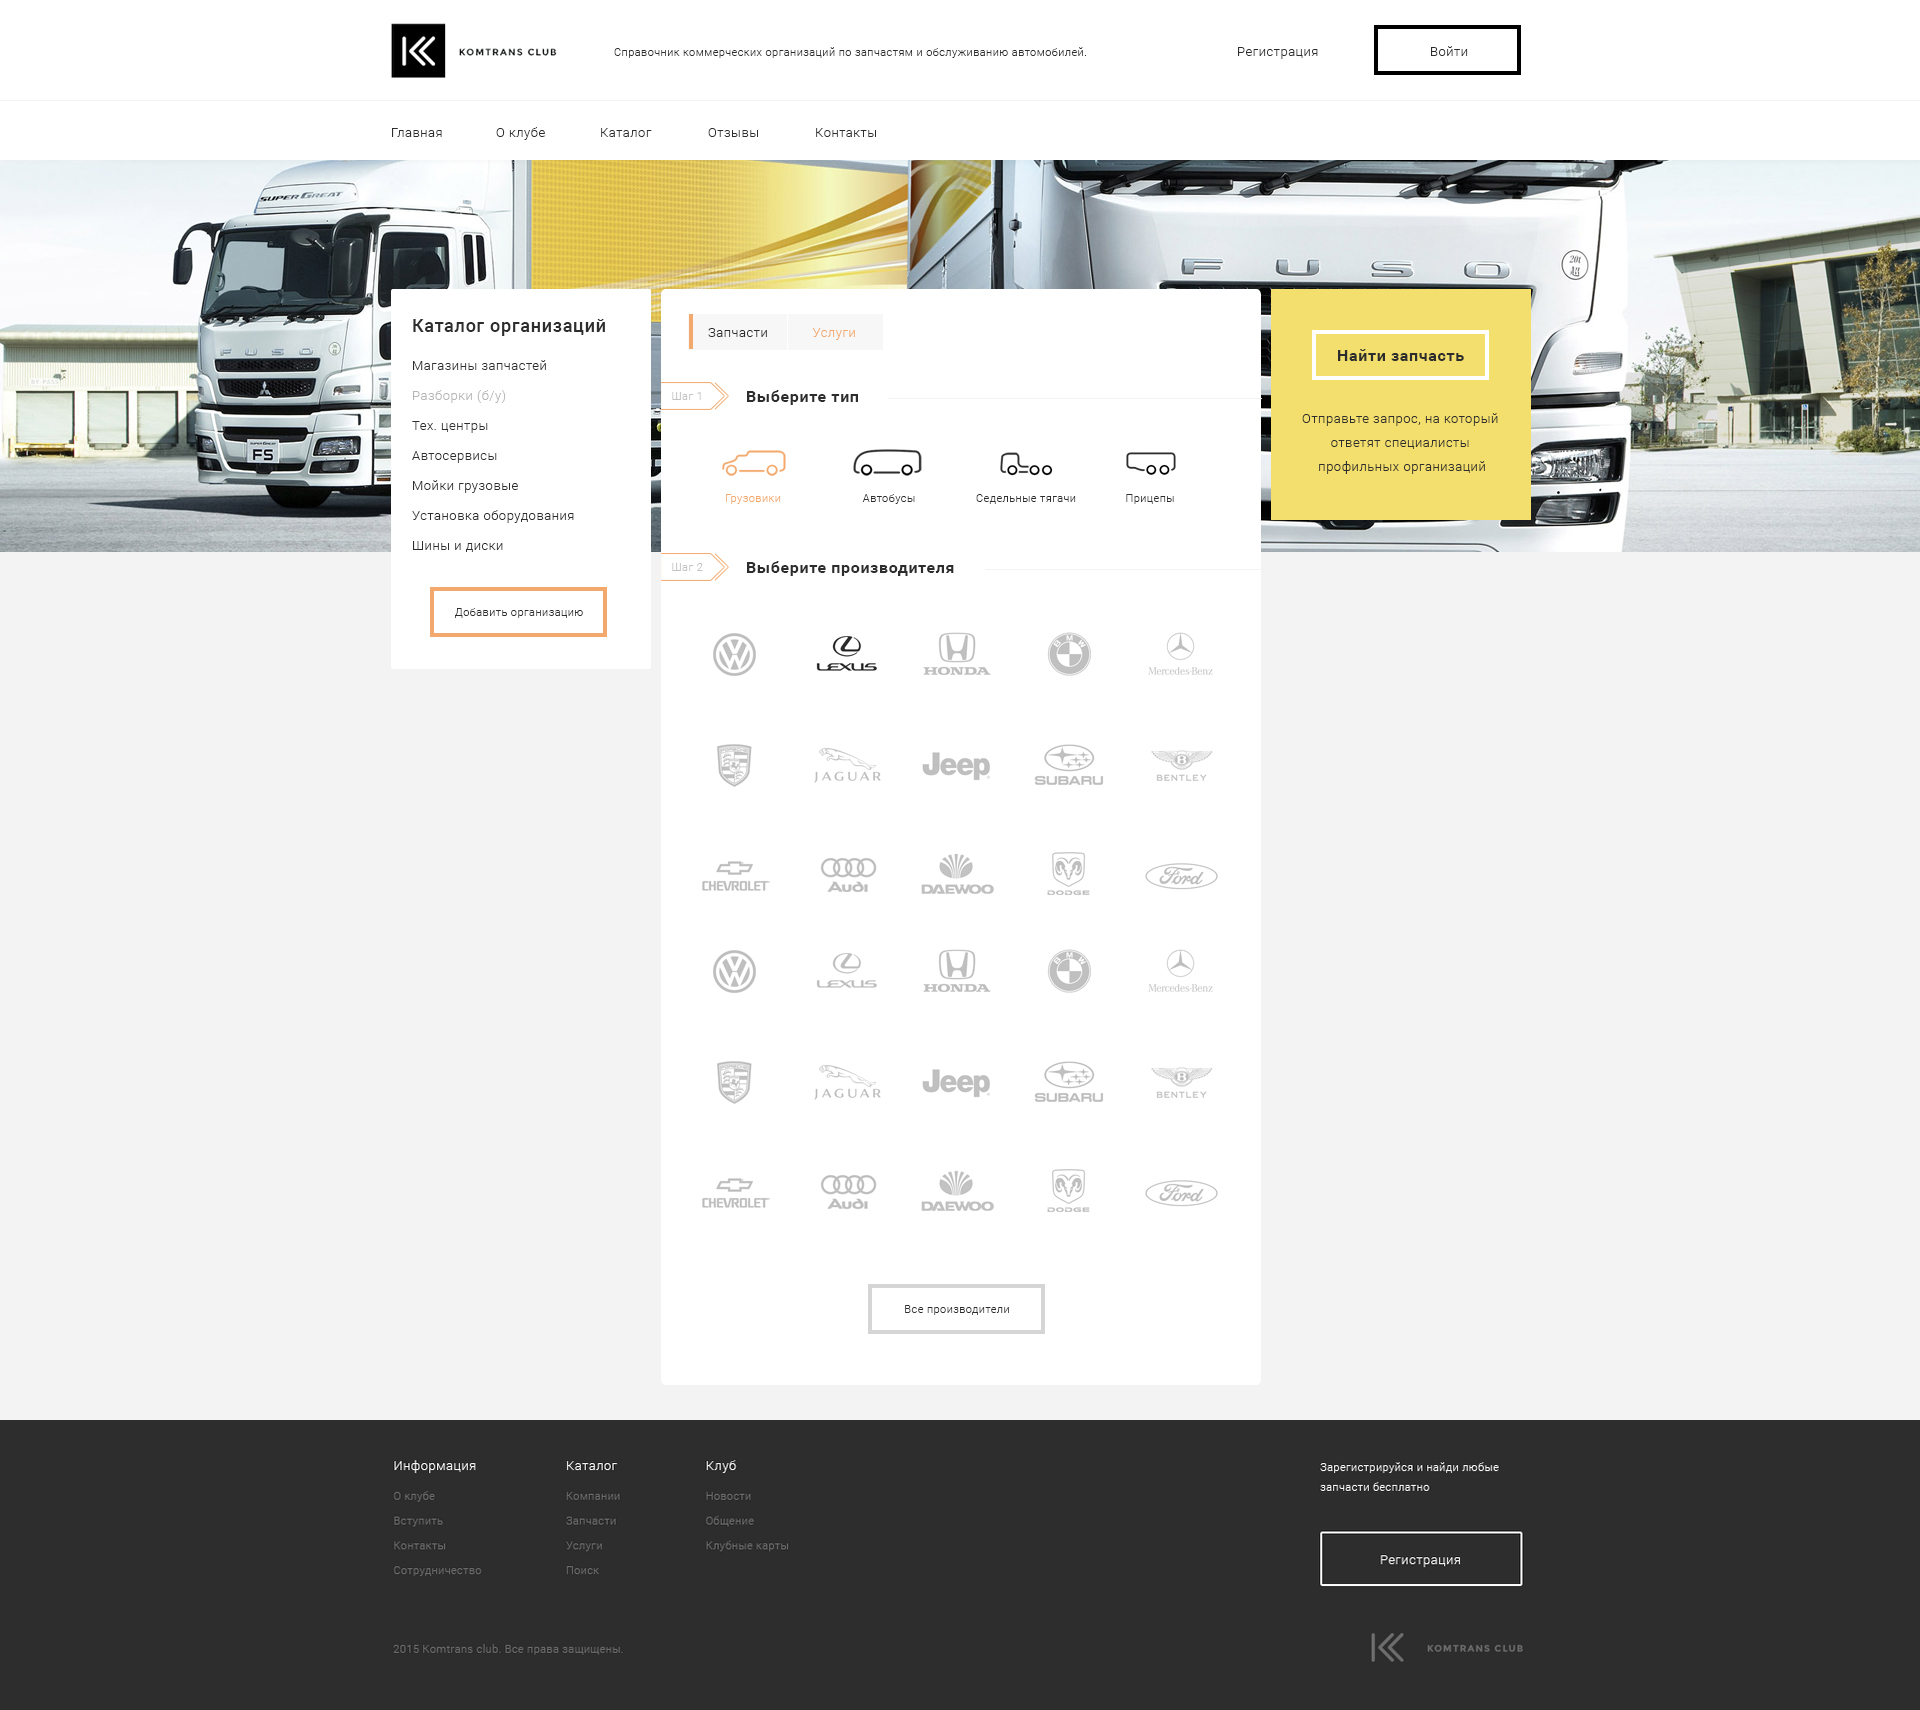 KOMTRANS CLUB
Справочник коммерческих организаций по запчастям и обслуживанию автомобилей.
Регистрация
Войти
Главная
О клубе
Каталог
Отзывы
Контакты
SUPER GREAT
FUSO
FUSO
FS
Каталог организаций
Магазины запчастей
Разборки (б/у)
Тех. центры
Автосервисы
Мойки грузовые
Установка оборудования
Шины и диски
Добавить организацию
Запчасти
Услуги
Шаг 1
Выберите тип
Грузовики
Автобусы
Седельные тягачи
Прицепы
Шаг 2
Выберите производителя
LEXUS
HONDA
BMW
Mercedes-Benz
JAGUAR
Jeep
SUBARU
BENTLEY
CHEVROLET
Audi
DAEWOO
DODGE
Ford
LEXUS
HONDA
BMW
Mercedes-Benz
JAGUAR
Jeep
SUBARU
BENTLEY
CHEVROLET
Audi
DAEWOO
DODGE
Ford
Все производители
Найти запчасть
Отправьте запрос, на который
ответят специалисты
профильных организаций
Информация
О клубе
Вступить
Контакты
Сотрудничество
Каталог
Компании
Запчасти
Услуги
Поиск
Клуб
Новости
Общение
Клубные карты
Зарегистрируйся и найди любые
запчасти бесплатно
Регистрация
2015 Komtrans club. Все права защищены.
KOMTRANS CLUB